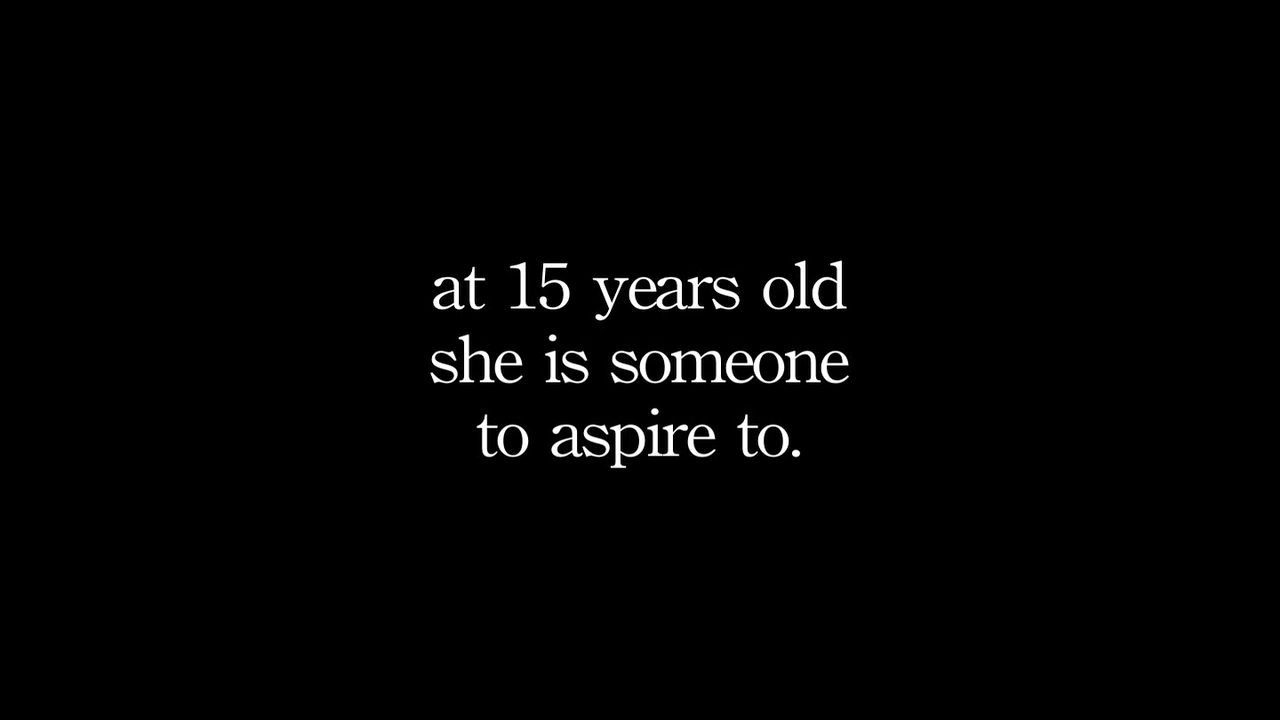 at 15 years old
she is someone
to aspire to.